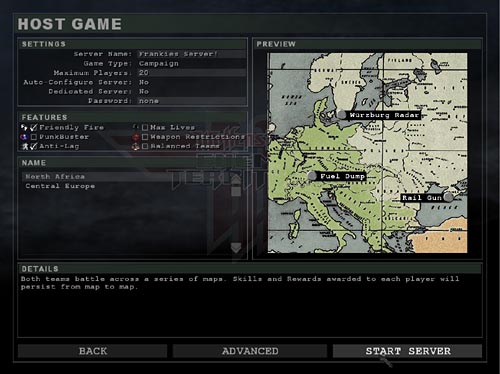 HOST GAME
SETTINGS
Server Name: Frankies Server!
Game Type: Campaign
Maximum Players: 20
Auto-Configure Server: No
Dedicated Server: No
Password: none
FEATURES
Friendly Fire
Max Lives
PunkBuster
Weapon Restrictions
Anti-Lag
Balanced Teams
NAME
North Africa
Central Europe
PREVIEW
Würzburg Radar
Fuel Dump
Rail Gun
DETAILS
Both teams battle across a series of maps. Skills and Rewards awarded to each player will
persist from map to map.
BACK
ADVANCED
START SERVER